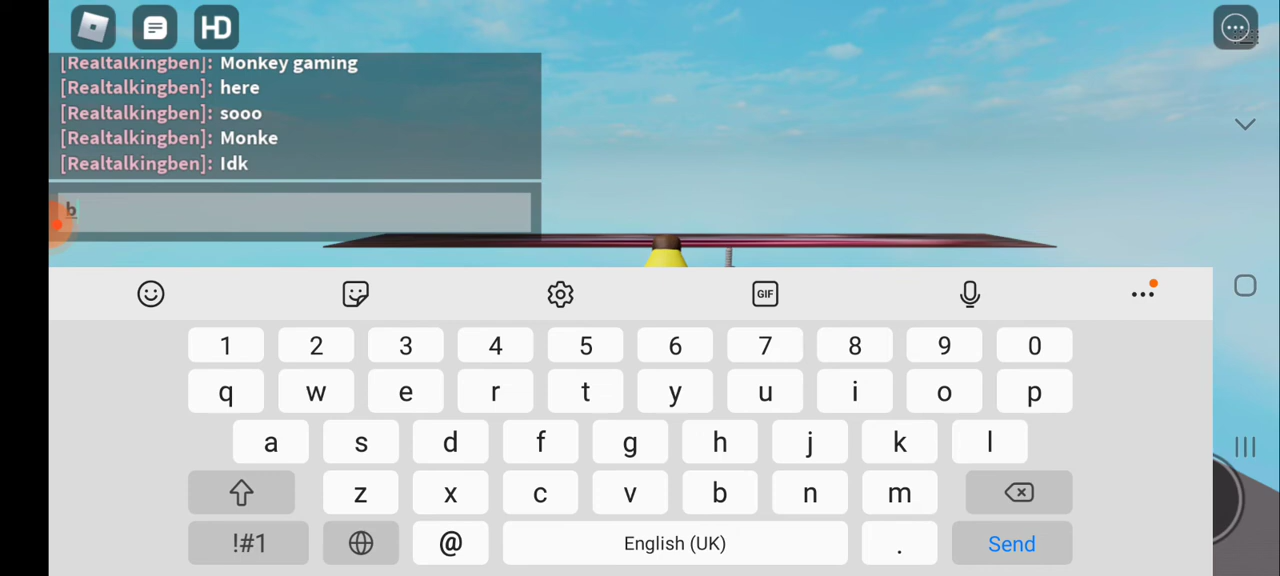 HD
[Realtalkingben]: Monkey gaming
[Realtalkingben]: here
[Realtalkingben]: sooo
[Realtalkingben]: Monke
[Realtalkingben]: Idk
b
GIF
1 2 3 4 5 6 7 8 9 0
q w e r t y u i o p
a s d f g h j k l
z x c v b n m
!#1 @ English (UK) . Send